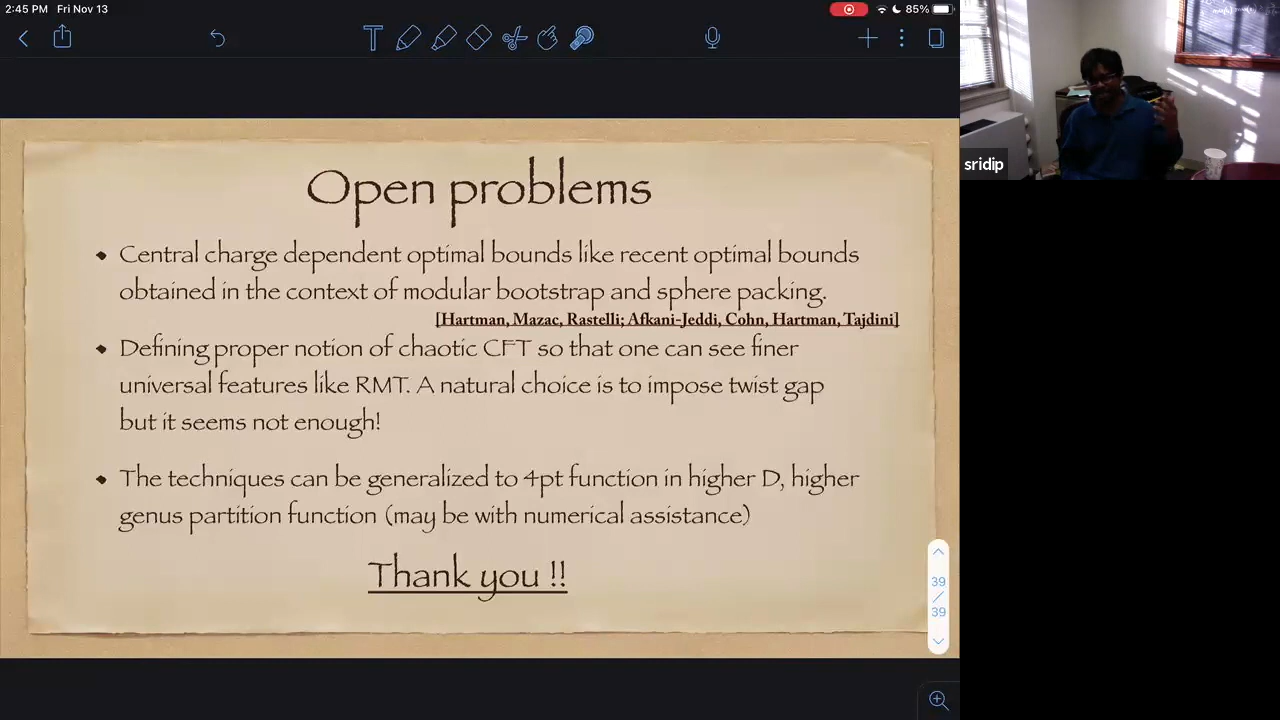 2:45 PM Fri Nov 13
85%
T
Open problems
• Central charge dependent optimal bounds like recent optimal bounds
obtained in the context of modular bootstrap and sphere packing.
[Hartman, Mazac, Rastelli; Afkani-Jeddi, Cohn, Hartman, Tajdini]
• Defining proper notion of chaotic CFT so that one can see finer
universal features like RMT. A natural choice is to impose twist gap
but it seems not enough!
• The techniques can be generalized to 4pt function in higher D, higher
genus partition function (may be with numerical assistance)
Thank you !!
39
/
39
sridip